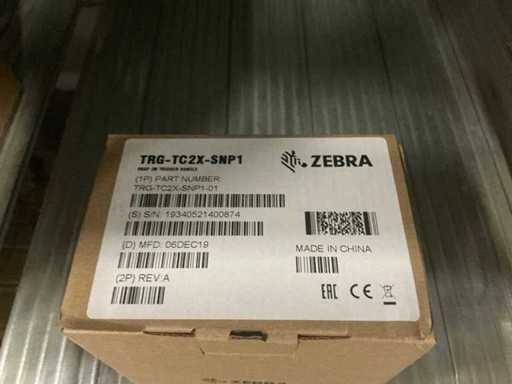 TRG-TC2X-SNP1
SNAP ON TRIGGER HANDLE
ZEBRA
(1P) PART NUMBER:
TRG-TC2X-SNP1-01
(S) S/N: 19340521400874
(D) MFD: 06DEC19
MADE IN CHINA
(2P) REV:A
EAC CE
ZEBRA